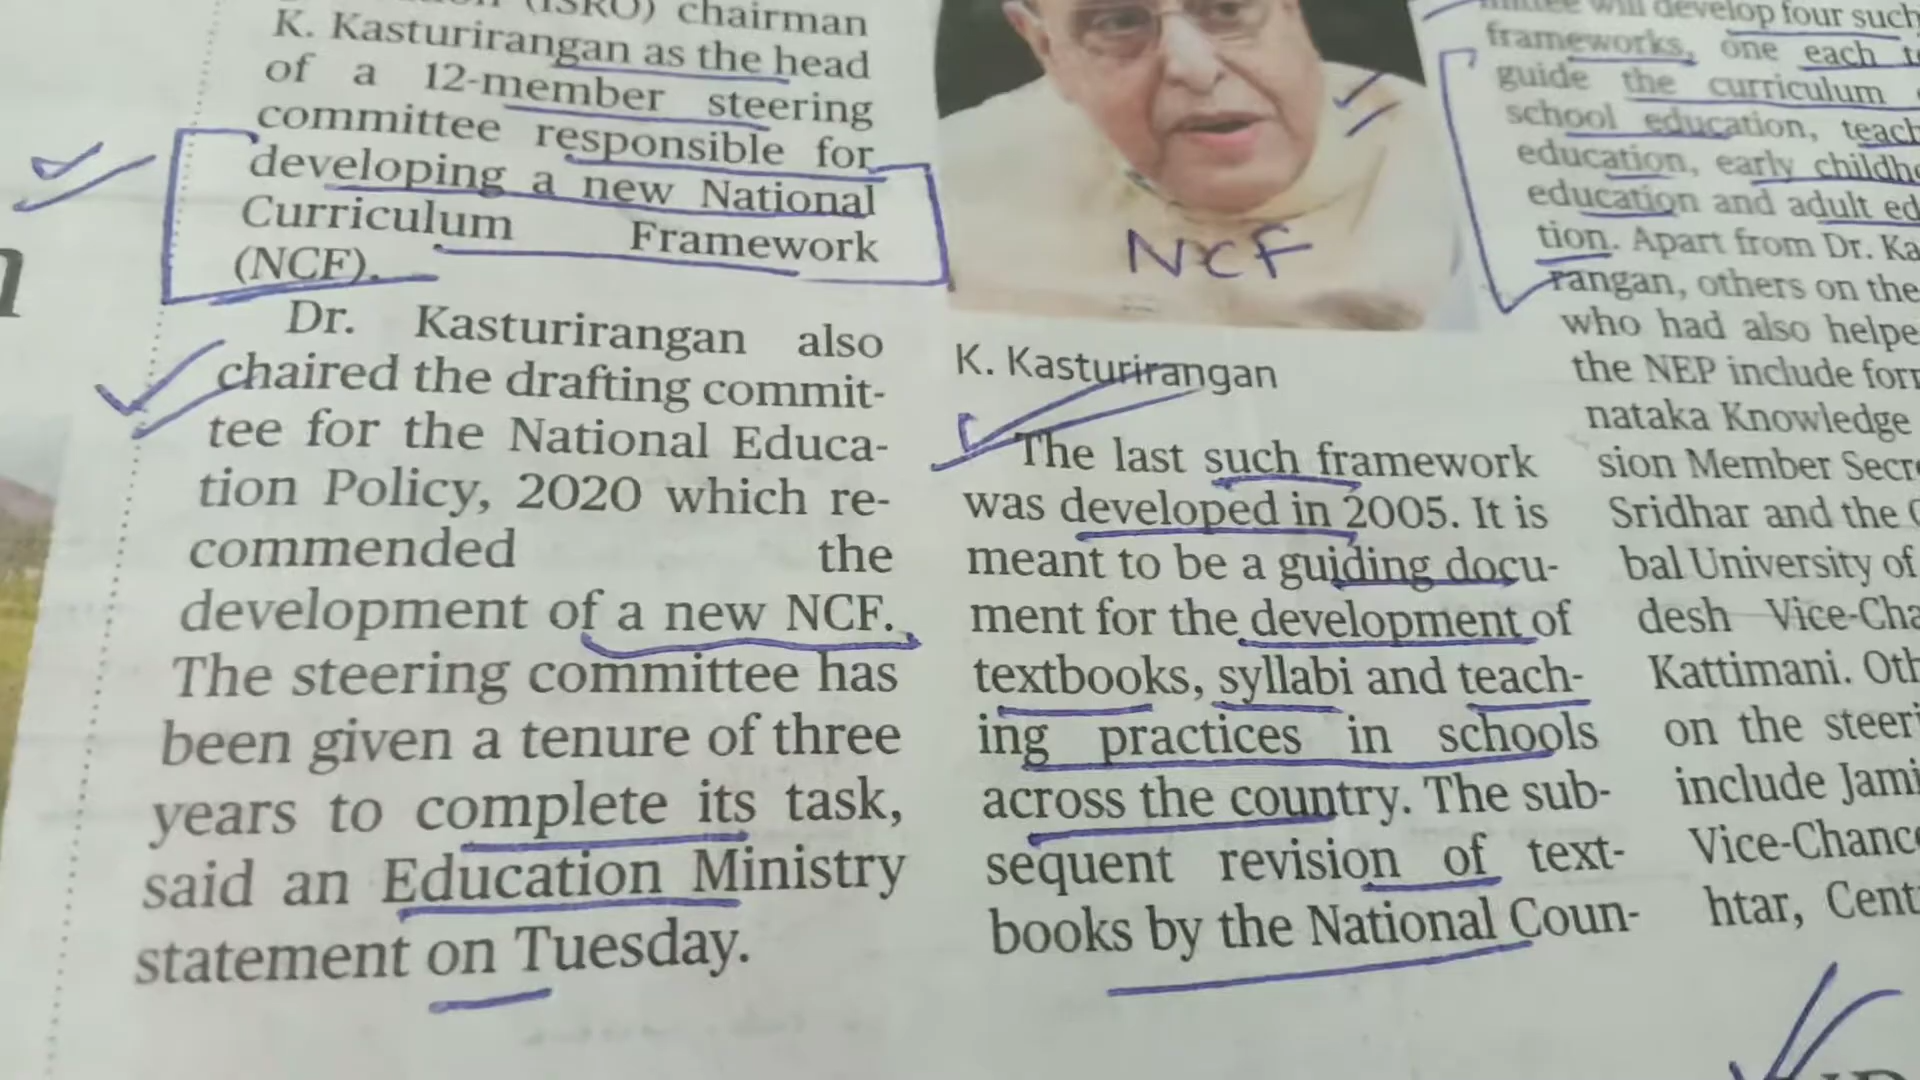 (ISRO) chairman
K. Kasturirangan as the head
of a 12-member steering
committee responsible for
developing a new National
Curriculum Framework
(NCF).
Dr. Kasturirangan also
chaired the drafting commit-
tee for the National Educa-
tion Policy, 2020 which re-
commended the
development of a new NCF.
The steering committee has
been given a tenure of three
years to complete its task,
said an Education Ministry
statement on Tuesday.
NCF
K. Kasturirangan
The last such framework
was developed in 2005. It is
meant to be a guiding docu-
ment for the development of
textbooks, syllabi and teach-
ing practices in schools
across the country. The sub-
sequent revision of text-
books by the National Coun-
will develop four such
frameworks, one each
guide the curriculum
school education, teach
education, early childho
education and adult ed
tion. Apart from Dr. Ka
rangan, others on the
who had also helpe
the NEP include for
nataka Knowledge
sion Member Secre
Sridhar and the
bal University of
desh Vice-Cha
Kattimani. Oth
on the steeri
include Jami
Vice-Chance
htar, Cent